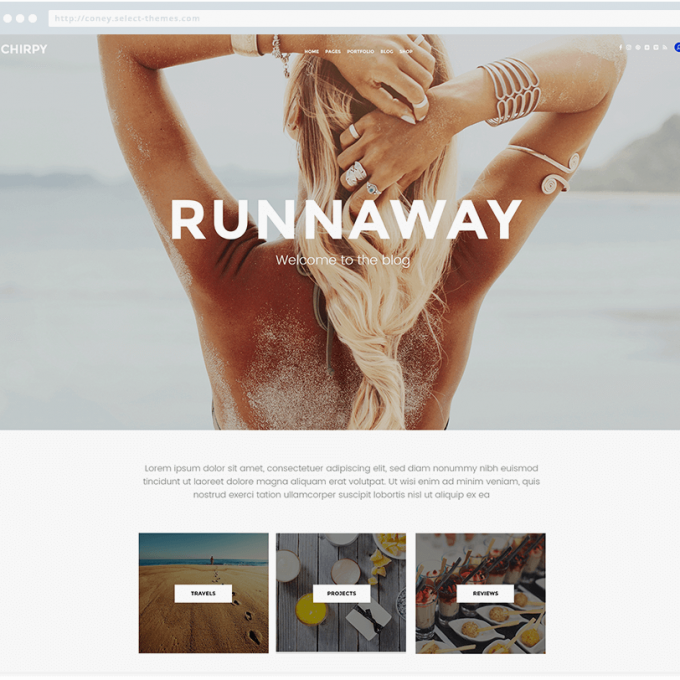 http://coney.select-themes.com
CHIRPY
HOME PAGES PORTFOLIO BLOG SHOP
RUNNAWAY
Welcome to the blog
Lorem ipsum dolor sit amet, consectetuer adipiscing elit, sed diam nonummy nibh euismod
tincidunt ut laoreet dolore magna aliquam erat volutpat. Ut wisi enim ad minim veniam, quis
nostrud exerci tation ullamcorper suscipit lobortis nisl ut aliquip ex ea
TRAVELS
PROJECTS
REVIEWS